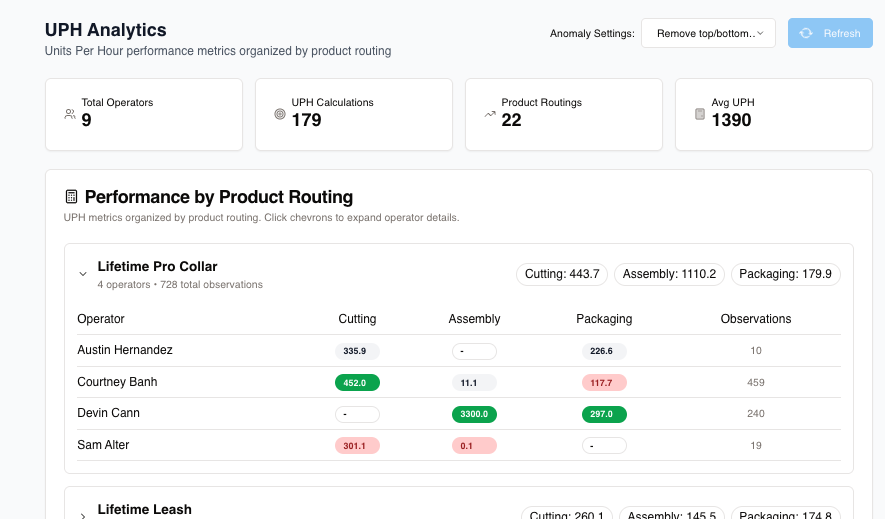 UPH Analytics
Units Per Hour performance metrics organized by product routing
Anomaly Settings: Remove top/bottom.. Refresh
Total Operators
9
UPH Calculations
179
Product Routings
22
Avg UPH
1390
Performance by Product Routing
UPH metrics organized by product routing. Click chevrons to expand operator details.
Lifetime Pro Collar
4 operators • 728 total observations
Cutting: 443.7 Assembly: 1110.2 Packaging: 179.9
Operator Cutting Assembly Packaging Observations
Austin Hernandez 335.9 - 226.6 10
Courtney Banh 452.0 11.1 117.7 459
Devin Cann - 3300.0 297.0 240
Sam Alter 301.1 0.1 - 19
Lifetime Leash
Cutting: 260.1 Assembly: 145.5 Packaging: 174.8